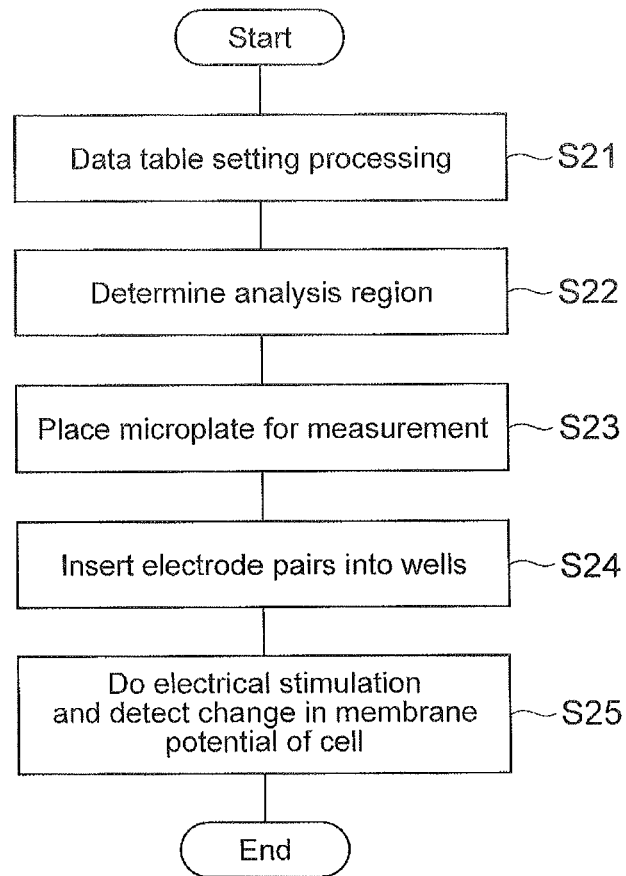 Start
Data table setting processing
S21
Determine analysis region
S22
Place microplate for measurement
S23
Insert electrode pairs into wells
S24
Do electrical stimulation
and detect change in membrane
potential of cell
S25
End